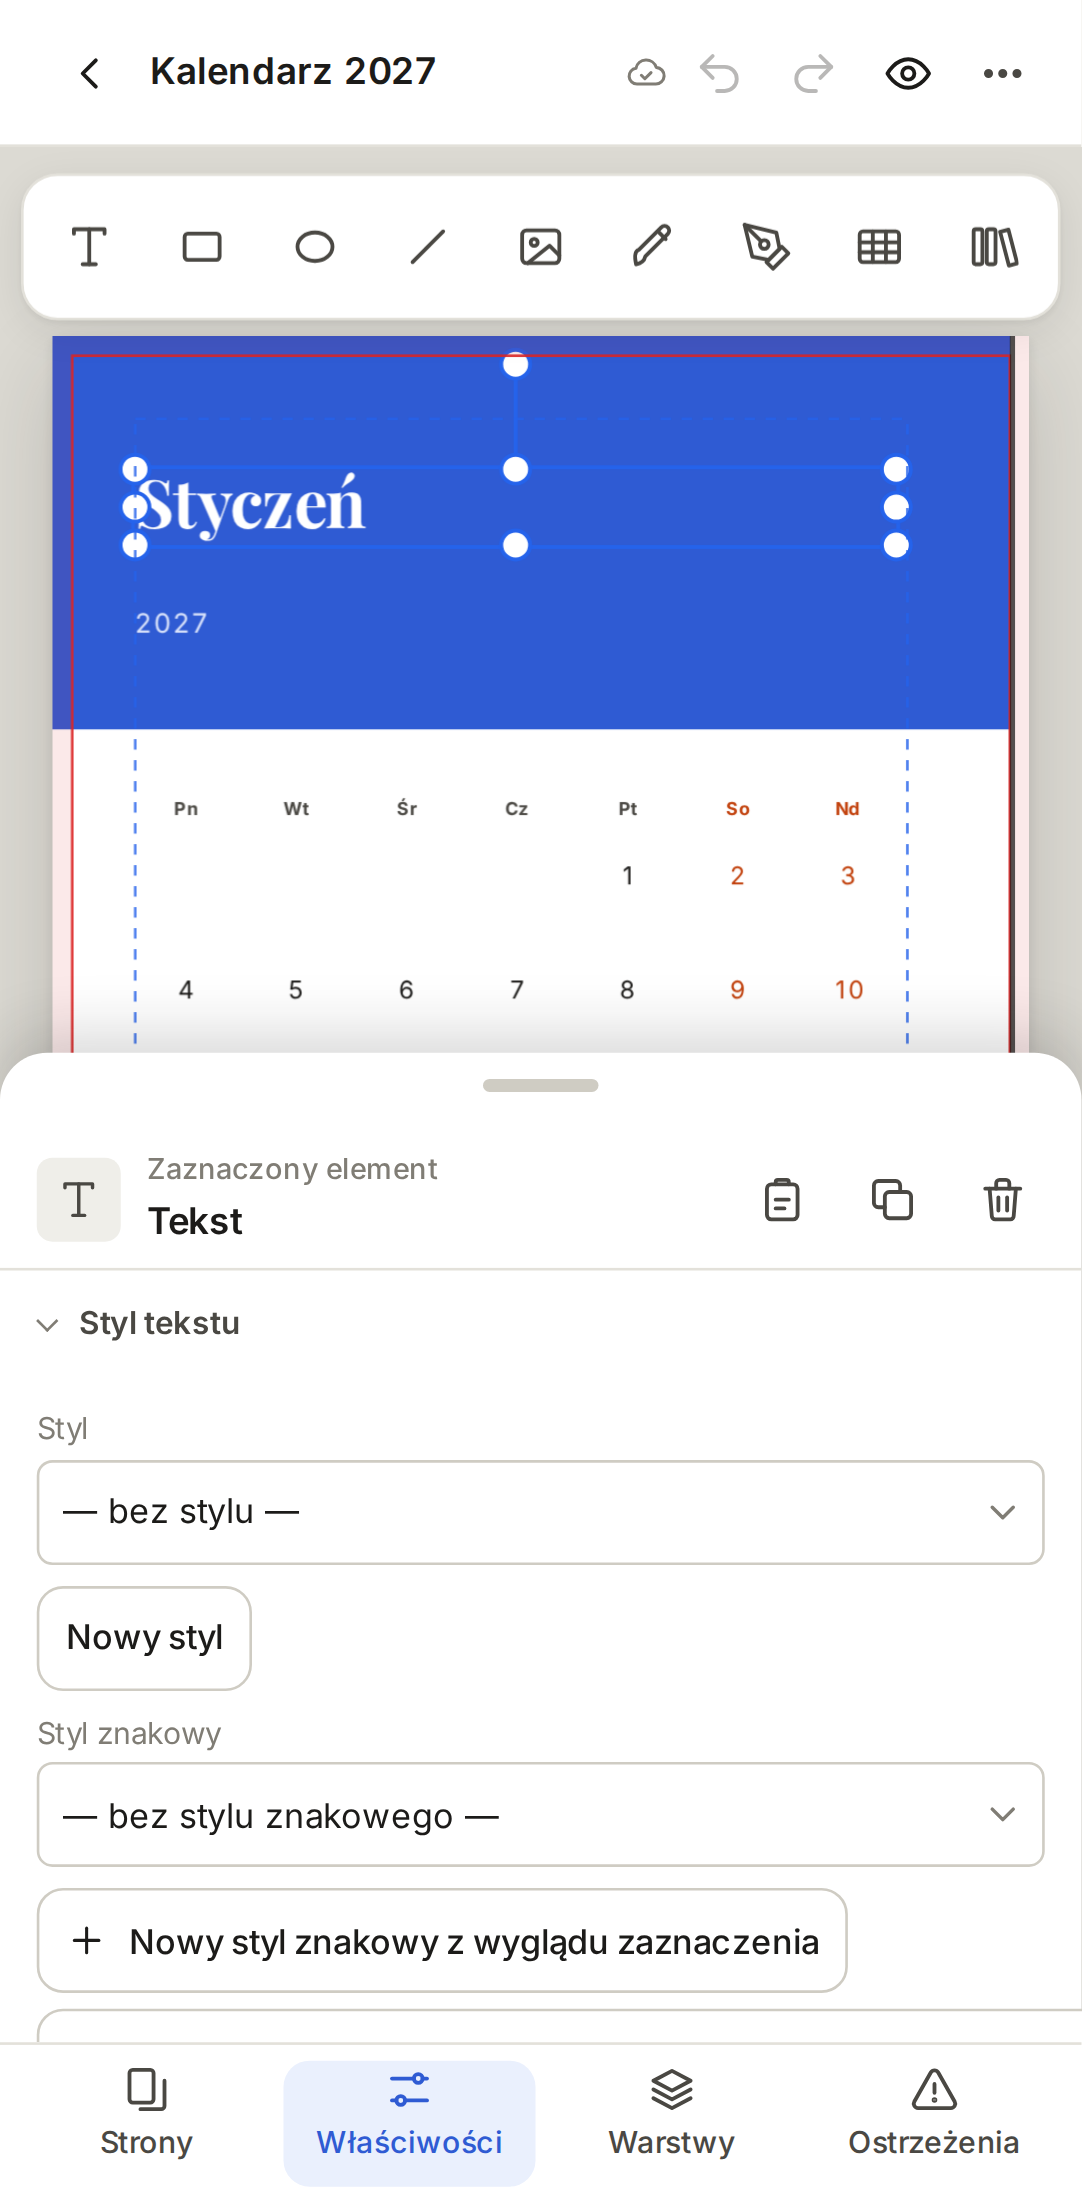 Kalendarz 2027
Styczeń
2027
Pn Wt Śr Cz Pt So Nd
1 2 3
4 5 6 7 8 9 10
Zaznaczony element
Tekst
Styl tekstu
Styl
— bez stylu —
Nowy styl
Styl znakowy
— bez stylu znakowego —
Nowy styl znakowy z wyglądu zaznaczenia
Strony Właściwości Warstwy Ostrzeżenia